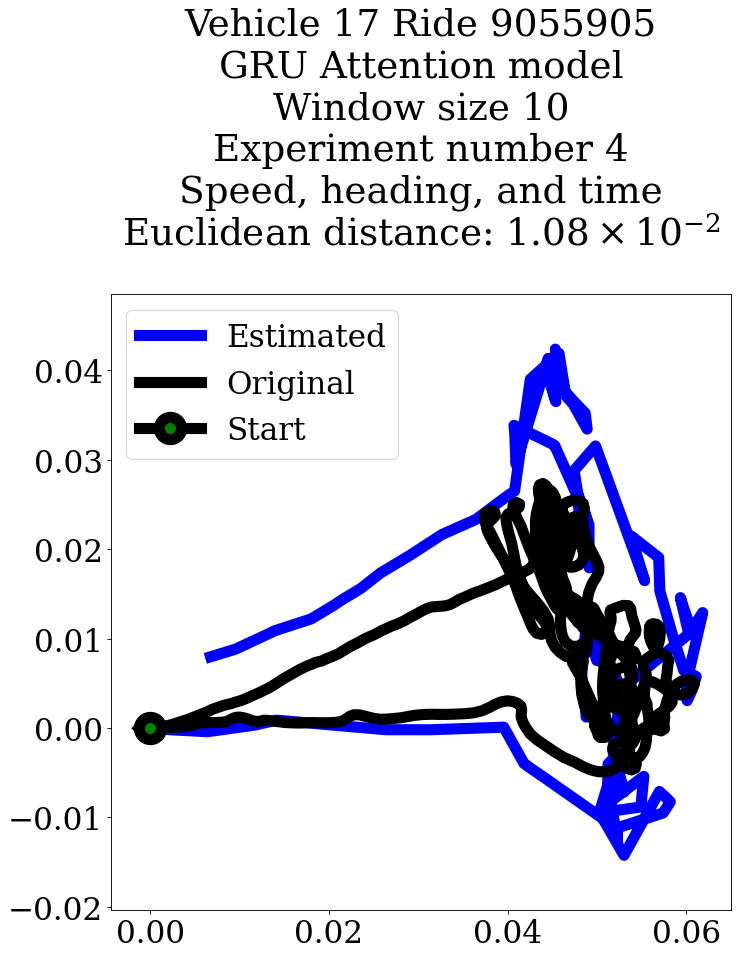 Vehicle 17 Ride 9055905
GRU Attention model
Window size 10
Experiment number 4
Speed, heading, and time
Euclidean distance: 1.08 × 10⁻²
Estimated
Original
Start
0.04
0.03
0.02
0.01
0.00
−0.01
−0.02
0.00 0.02 0.04 0.06